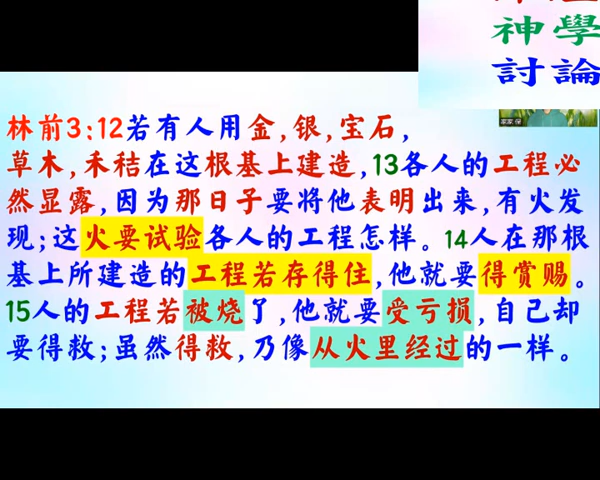 神學
討論
林前3:12若有人用金,银,宝石,
草木,禾秸在这根基上建造,13各人的工程必
然显露,因为那日子要将他表明出来,有火发
现;这火要试验各人的工程怎样。14人在那根
基上所建造的工程若存得住,他就要得赏赐。
15人的工程若被烧了,他就要受亏损,自己却
要得救;虽然得救,乃像从火里经过的一样。